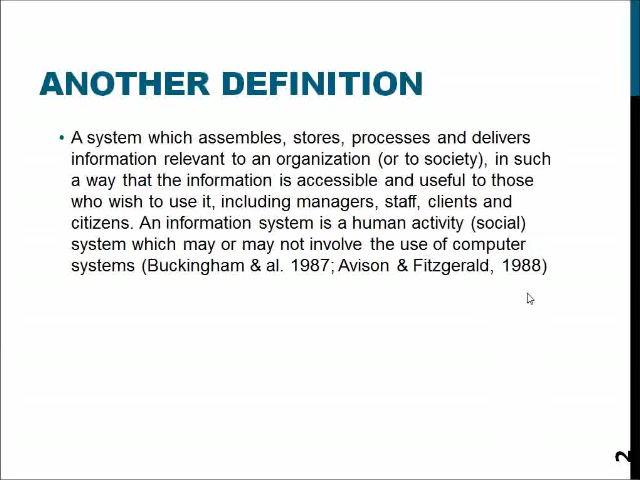 ANOTHER DEFINITION
• A system which assembles, stores, processes and delivers
information relevant to an organization (or to society), in such
a way that the information is accessible and useful to those
who wish to use it, including managers, staff, clients and
citizens. An information system is a human activity (social)
system which may or may not involve the use of computer
systems (Buckingham & al. 1987; Avison & Fitzgerald, 1988)
2